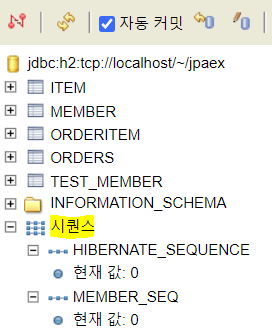 자동 커밋
jdbc:h2:tcp://localhost/~/jpaex
ITEM
MEMBER
ORDERITEM
ORDERS
TEST_MEMBER
INFORMATION_SCHEMA
시퀀스
HIBERNATE_SEQUENCE
현재 값: 0
MEMBER_SEQ
현재 값: 0